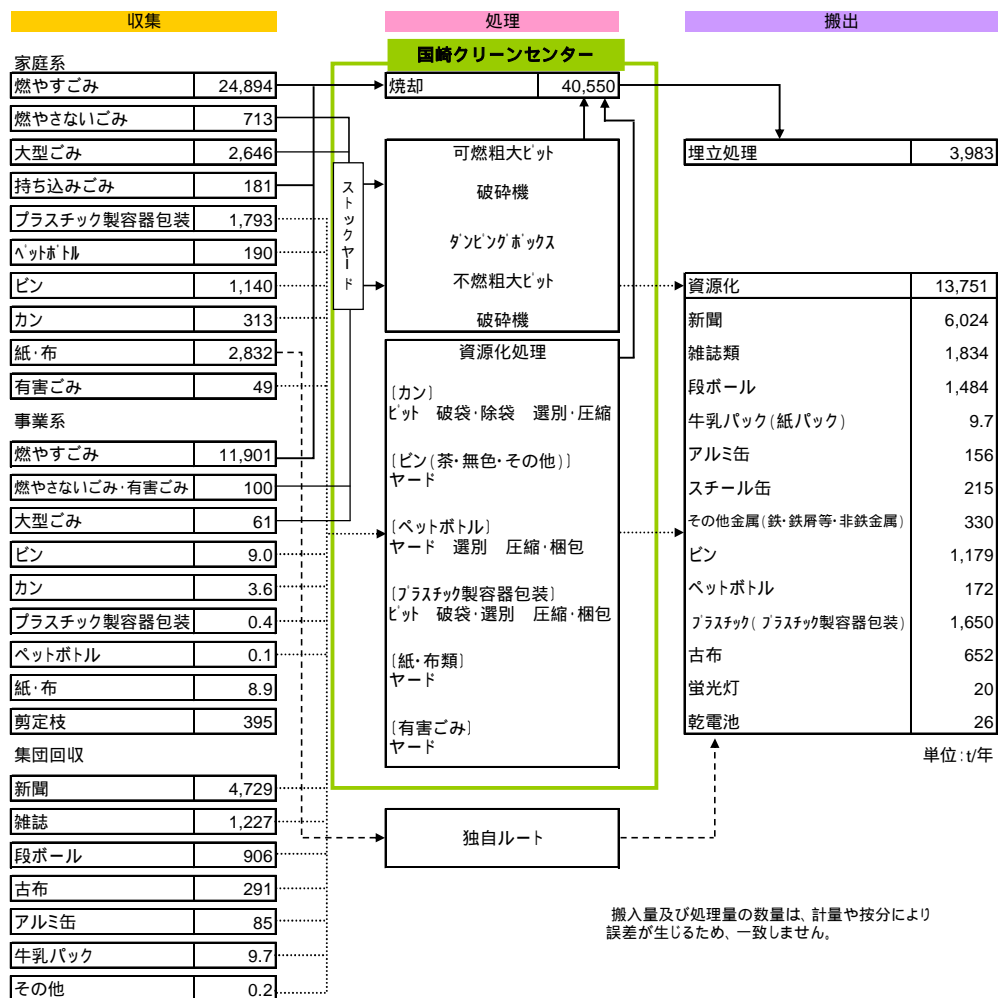 収集
処理
搬出
国崎クリーンセンター
家庭系
燃やすごみ 24,894
燃やさないごみ 713
大型ごみ 2,646
持ち込みごみ 181
プラスチック製容器包装 1,793
ペットボトル 190
ビン 1,140
カン 313
紙・布 2,832
有害ごみ 49
事業系
燃やすごみ 11,901
燃やさないごみ・有害ごみ 100
大型ごみ 61
ビン 9.0
カン 3.6
プラスチック製容器包装 0.4
ペットボトル 0.1
紙・布 8.9
剪定枝 395
集団回収
新聞 4,729
雑誌 1,227
段ボール 906
古布 291
アルミ缶 85
牛乳パック 9.7
その他 0.2
ストックヤード
焼却 40,550
可燃粗大ピット
破砕機
ダンピングボックス
不燃粗大ピット
破砕機
資源化処理
〔カン〕
ピット 破袋・除袋 選別・圧縮
〔ビン(茶・無色・その他)〕
ヤード
〔ペットボトル〕
ヤード 選別 圧縮・梱包
〔プラスチック製容器包装〕
ピット 破袋・選別 圧縮・梱包
〔紙・布類〕
ヤード
〔有害ごみ〕
ヤード
独自ルート
埋立処理 3,983
資源化 13,751
新聞 6,024
雑誌類 1,834
段ボール 1,484
牛乳パック(紙パック) 9.7
アルミ缶 156
スチール缶 215
その他金属(鉄・鉄屑等・非鉄金属) 330
ビン 1,179
ペットボトル 172
プラスチック( プラスチック製容器包装) 1,650
古布 652
蛍光灯 20
乾電池 26
単位:t/年
搬入量及び処理量の数量は、計量や按分により
誤差が生じるため、一致しません。